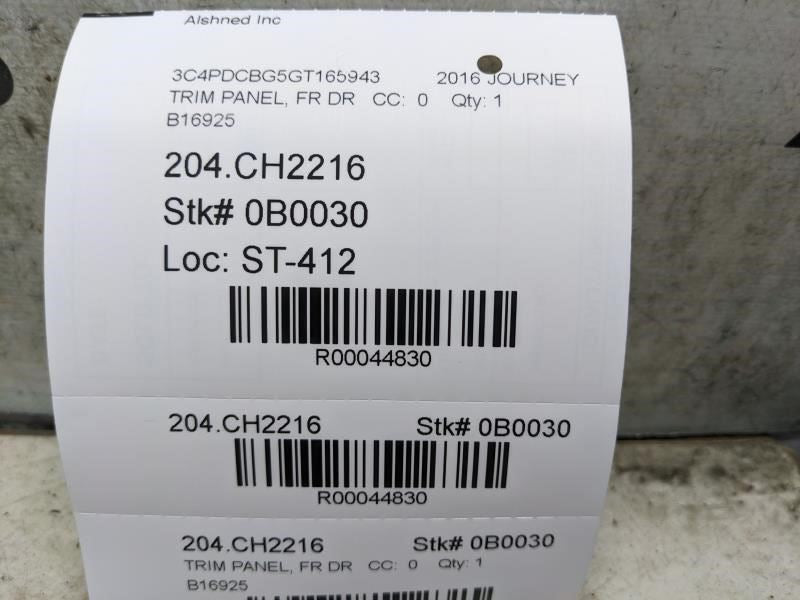 Alshned Inc
3C4PDCBG5GT165943 2016 JOURNEY
TRIM PANEL, FR DR CC: 0 Qty: 1
B16925
204.CH2216
Stk# 0B0030
Loc: ST-412
R00044830
204.CH2216 Stk# 0B0030
R00044830
204.CH2216 Stk# 0B0030
TRIM PANEL, FR DR CC: 0 Qty: 1
B16925